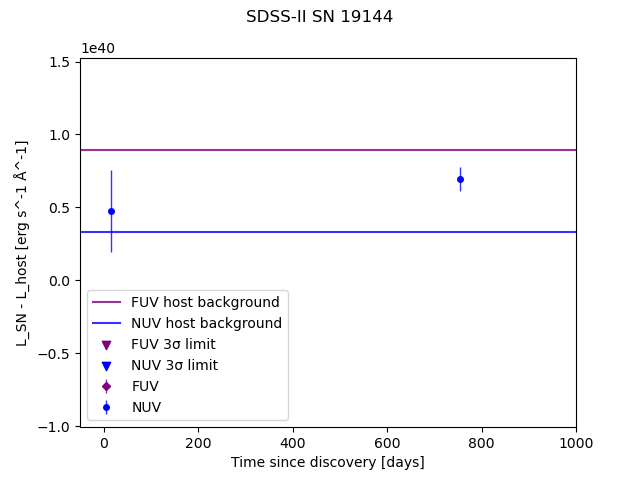 SDSS-II SN 19144
1e40
1.5
1.0
0.5
0.0
−0.5
−1.0
L_SN - L_host [erg s^-1 Å^-1]
FUV host background
NUV host background
FUV 3σ limit
NUV 3σ limit
FUV
NUV
0 200 400 600 800 1000
Time since discovery [days]